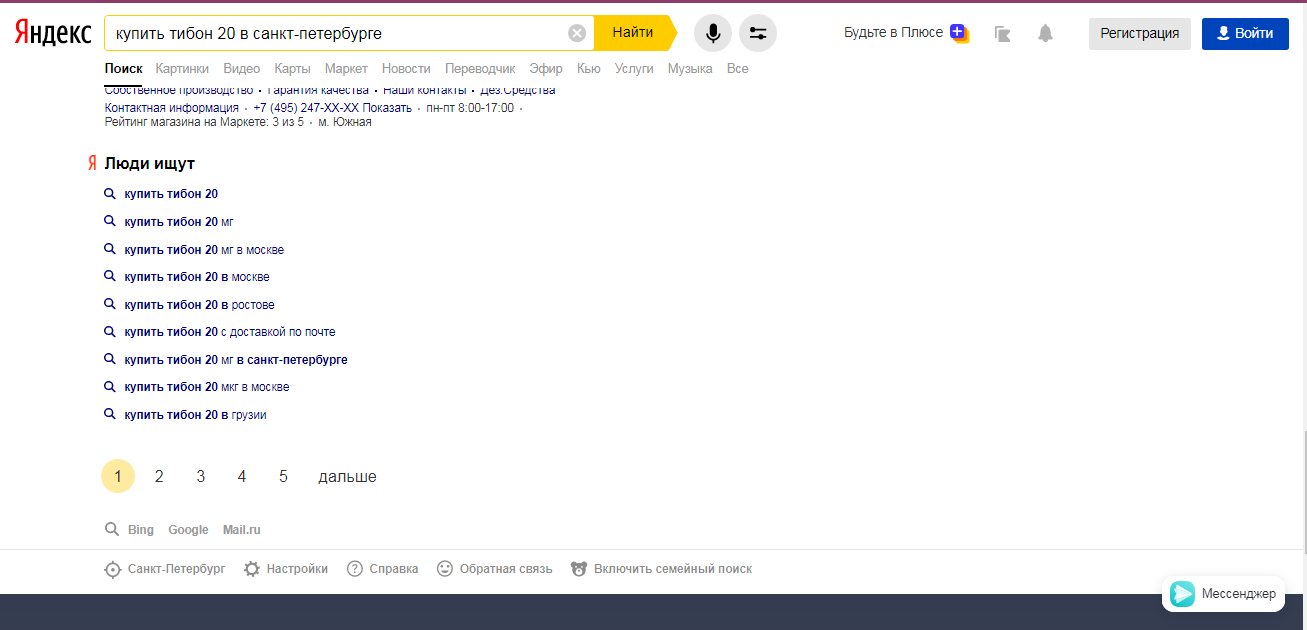 Яндекс
купить тибон 20 в санкт-петербурге
Найти
Будьте в Плюсе
Регистрация
Войти
Поиск Картинки Видео Карты Маркет Новости Переводчик Эфир Кью Услуги Музыка Все
Собственное производство · Гарантия качества · Наши контакты · Дез.Средства
Контактная информация · +7 (495) 247-XX-XX Показать · пн-пт 8:00-17:00 ·
Рейтинг магазина на Маркете: 3 из 5 · м. Южная
Я Люди ищут
купить тибон 20
купить тибон 20 мг
купить тибон 20 мг в москве
купить тибон 20 в москве
купить тибон 20 в ростове
купить тибон 20 с доставкой по почте
купить тибон 20 мг в санкт-петербурге
купить тибон 20 мкг в москве
купить тибон 20 в грузии
1 2 3 4 5 дальше
Bing Google Mail.ru
Санкт-Петербург Настройки Справка Обратная связь Включить семейный поиск
Мессенджер